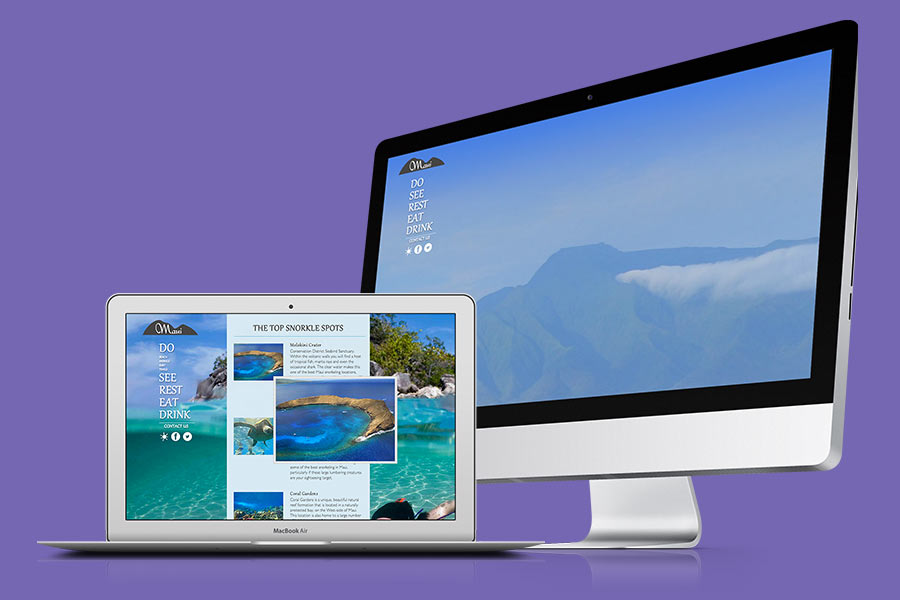 Maui
DO
SEE
REST
EAT
DRINK
CONTACT US
f
Maui
DO
BEACH
SEE
REST
EAT
DRINK
CONTACT US
f
THE TOP SNORKLE SPOTS
Molokini Crater
Conservation District Seabird Sanctuary.
Within the volcanic walls you will find a host
of tropical fish, manta rays and even the
occasional shark. The clear water makes this
one of the best Maui snorkeling locations.
some of the best snorkeling in Maui,
particularly if these large lumbering creatures
are your sightseeing target.
Coral Gardens
Coral Gardens is a unique, beautiful natural
reef formation that is located in a naturally
protected bay, on the West side of Maui.
This location is also home to a large number
MacBook Air